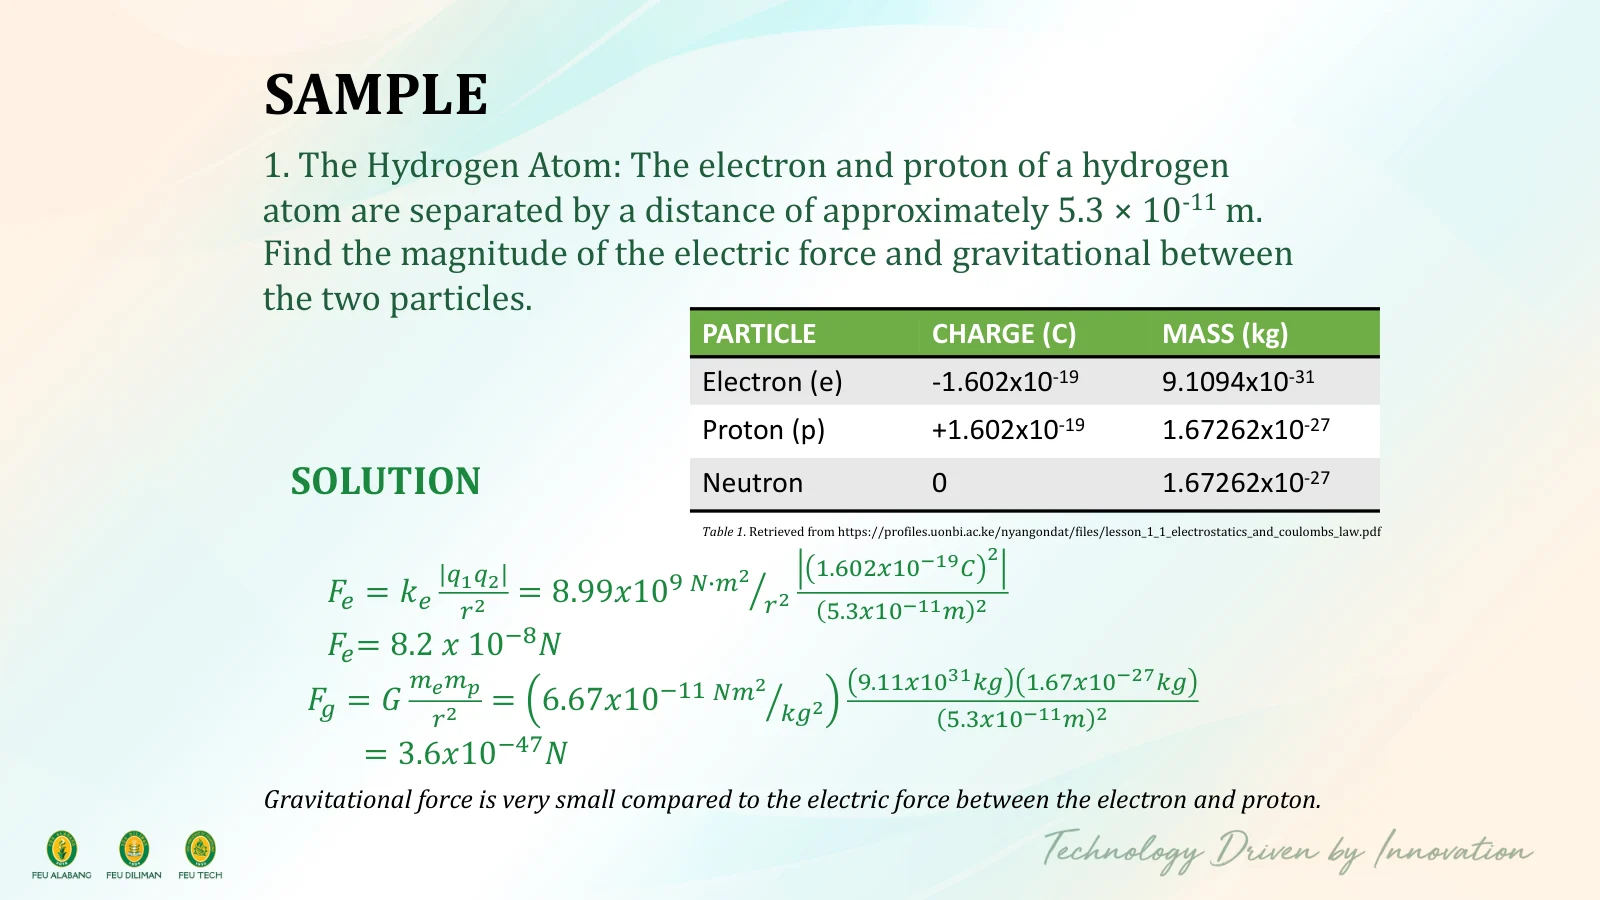 SAMPLE
1. The Hydrogen Atom: The electron and proton of a hydrogen
atom are separated by a distance of approximately 5.3 × 10⁻¹¹ m.
Find the magnitude of the electric force and gravitational between
the two particles.
PARTICLE CHARGE (C) MASS (kg)
Electron (e) -1.602x10⁻¹⁹ 9.1094x10⁻³¹
Proton (p) +1.602x10⁻¹⁹ 1.67262x10⁻²⁷
Neutron 0 1.67262x10⁻²⁷
Table 1. Retrieved from https://profiles.uonbi.ac.ke/nyangondat/files/lesson_1_1_electrostatics_and_coulombs_law.pdf
SOLUTION
Fₑ = kₑ |q₁q₂|/r² = 8.99x10⁹ N·m²/r² |(1.602x10⁻¹⁹C)²|/(5.3x10⁻¹¹m)²
Fₑ= 8.2 x 10⁻⁸N
F_g = G mₑmₚ/r² = (6.67x10⁻¹¹ Nm²/kg²) (9.11x10³¹kg)(1.67x10⁻²⁷kg)/(5.3x10⁻¹¹m)²
= 3.6x10⁻⁴⁷N
Gravitational force is very small compared to the electric force between the electron and proton.
FEU ALABANG FEU DILIMAN FEU TECH
Technology Driven by Innovation